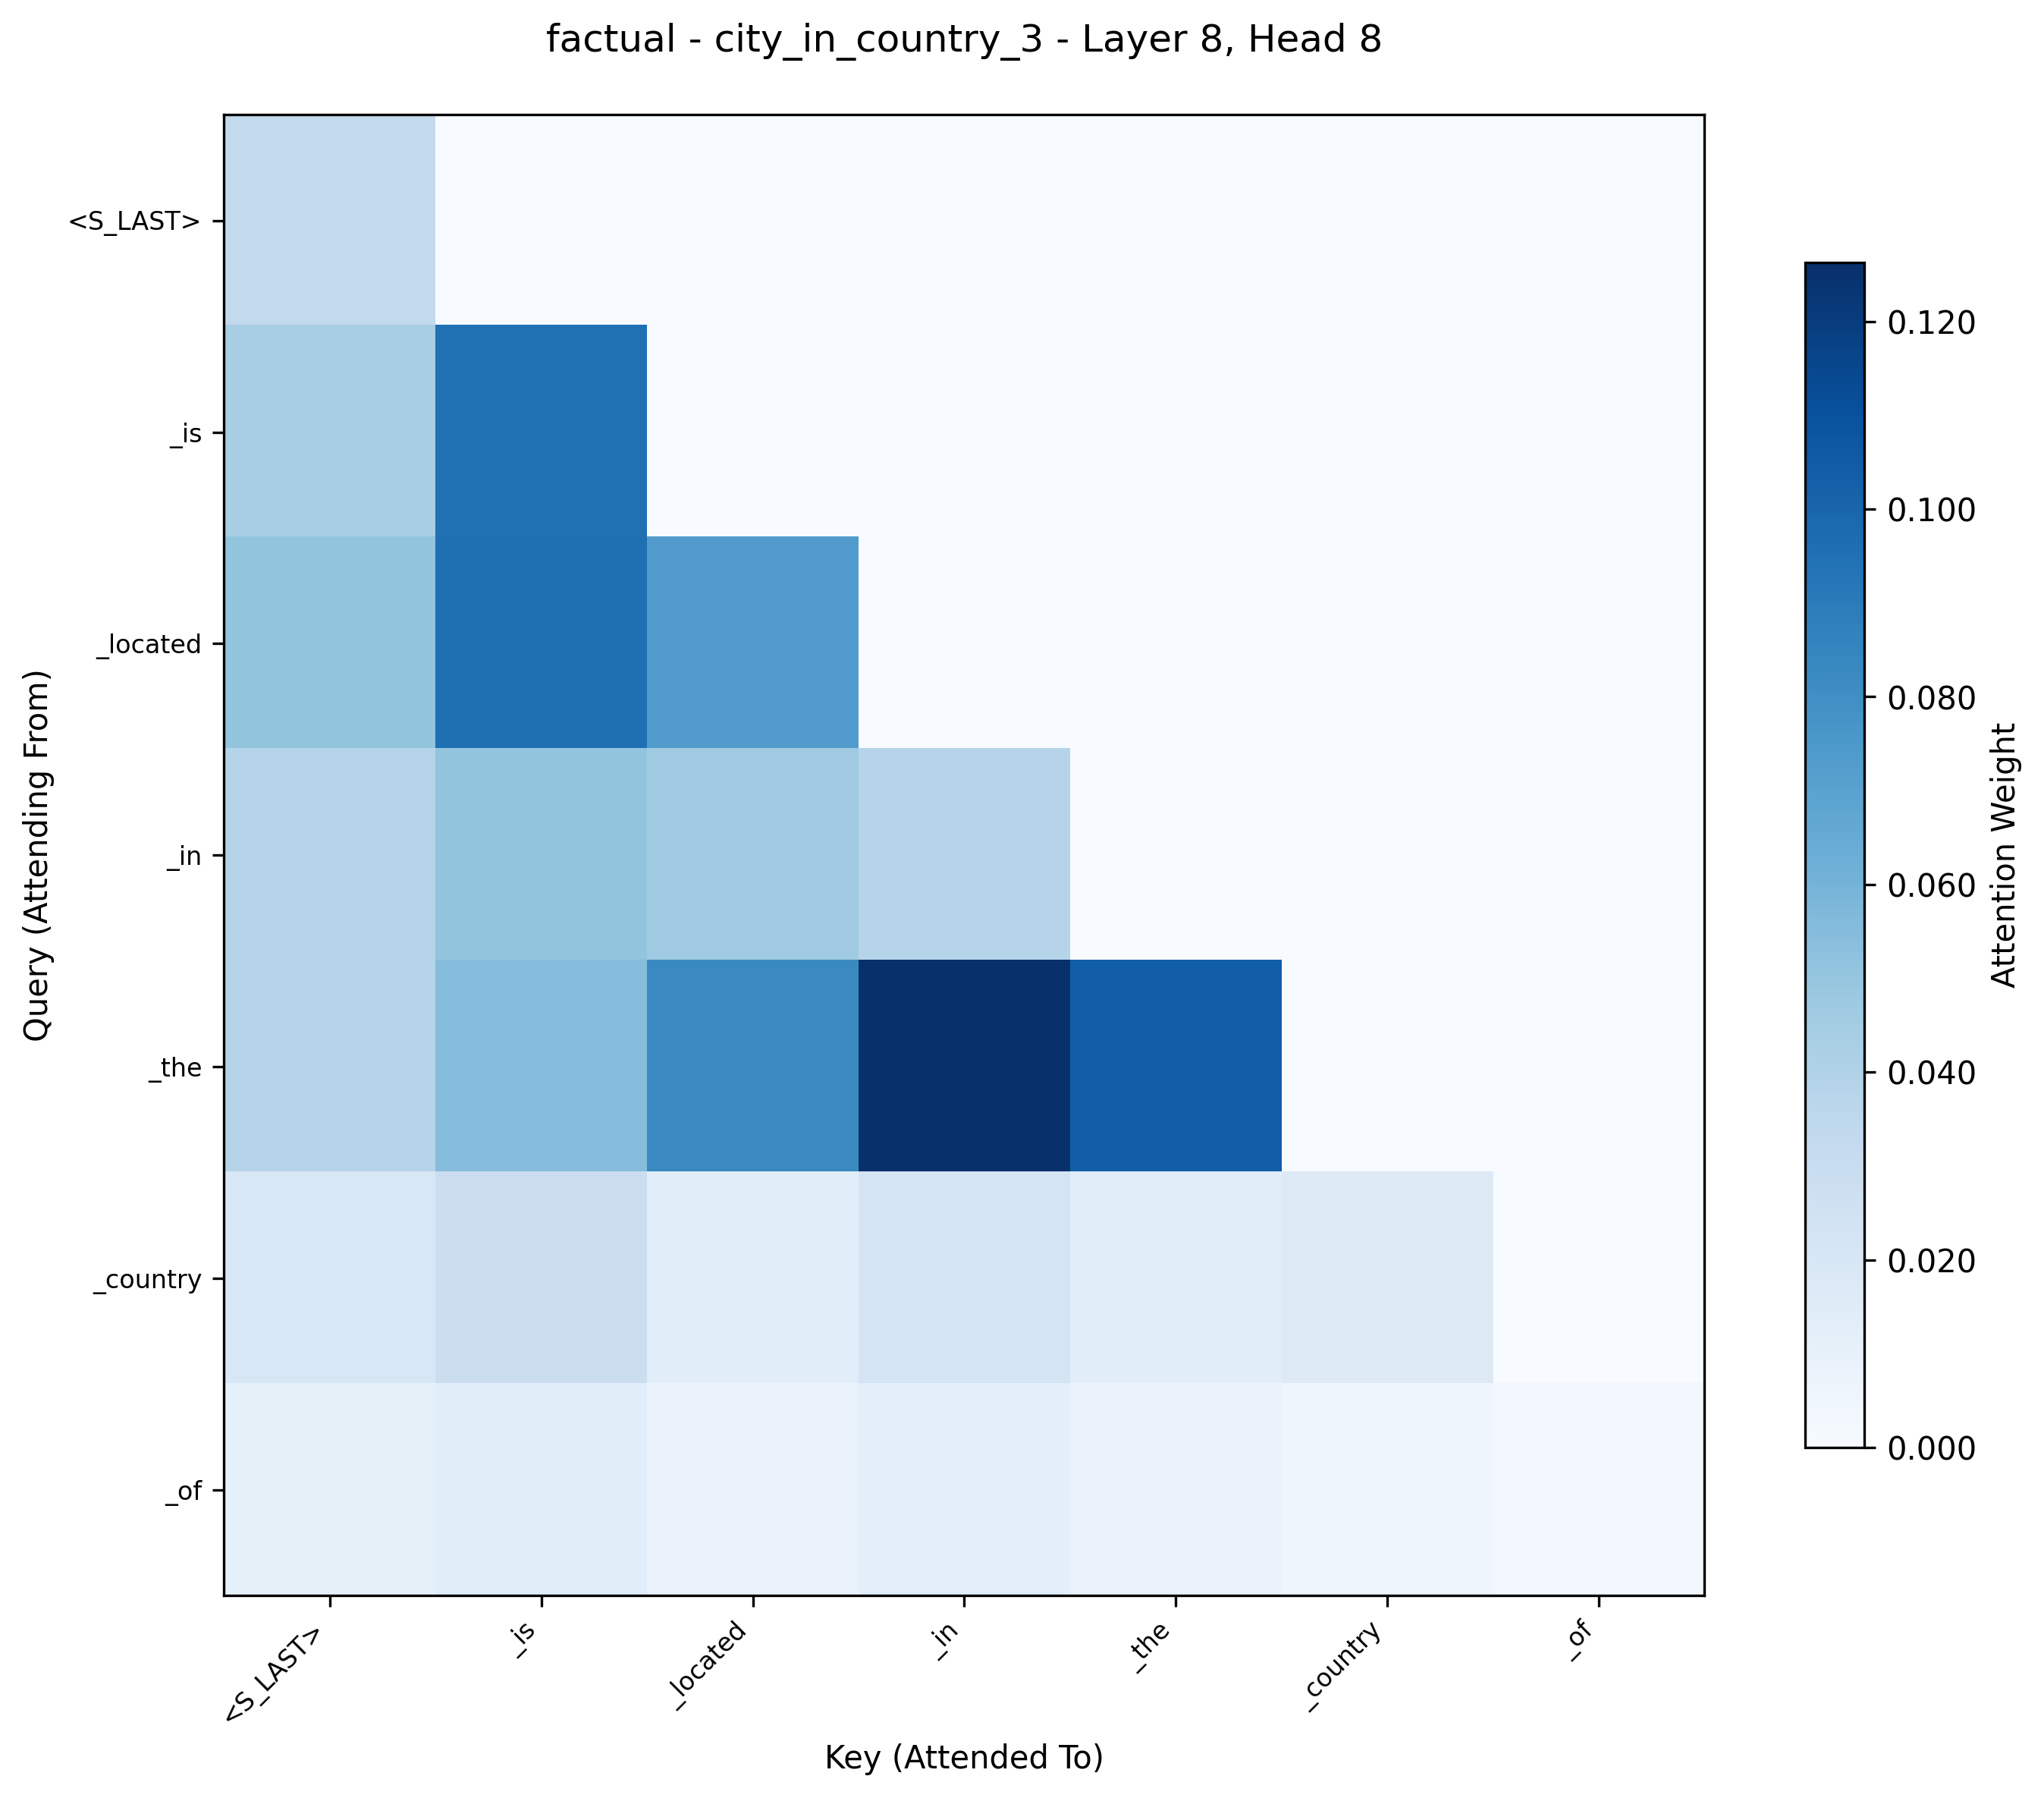 factual - city_in_country_3 - Layer 8, Head 8
Query (Attending From)
<S_LAST>
_is
_located
_in
_the
_country
_of
<S_LAST>
_is
_located
_in
_the
_country
_of
Key (Attended To)
0.120
0.100
0.080
0.060
0.040
0.020
0.000
Attention Weight